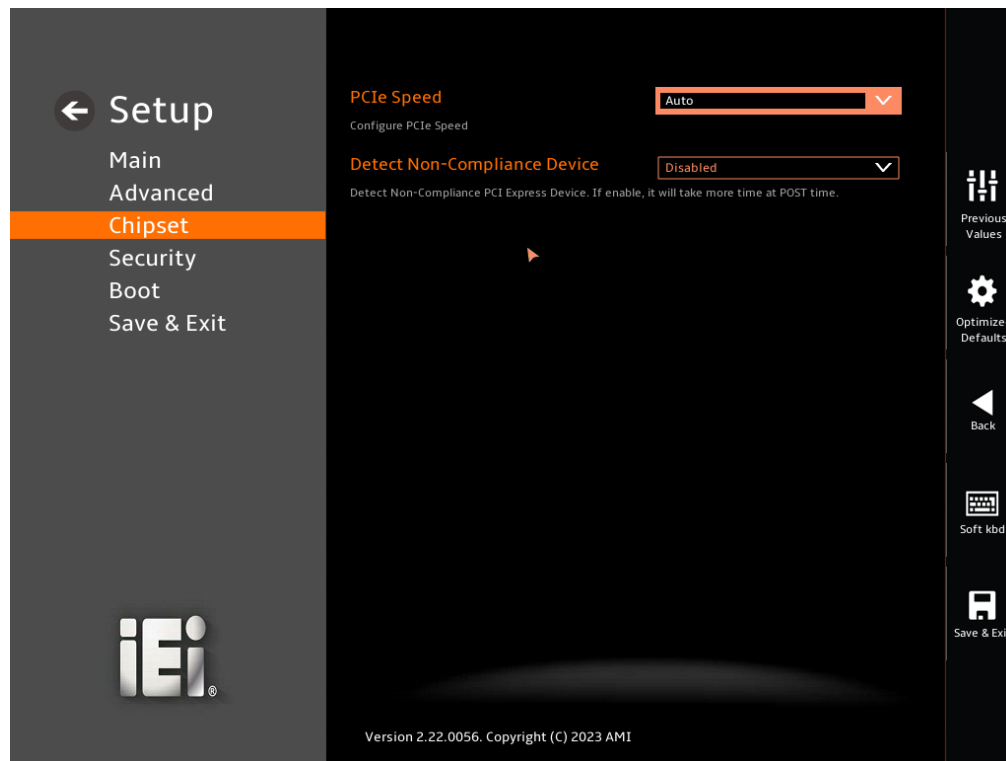 Setup
Main
Advanced
Chipset
Security
Boot
Save & Exit
PCIe Speed
Auto
Configure PCIe Speed
Detect Non-Compliance Device
Disabled
Detect Non-Compliance PCI Express Device. If enable, it will take more time at POST time.
Previous
Values
Optimize
Defaults
Back
Soft kbd
Save & Exi
iEi®
Version 2.22.0056. Copyright (C) 2023 AMI